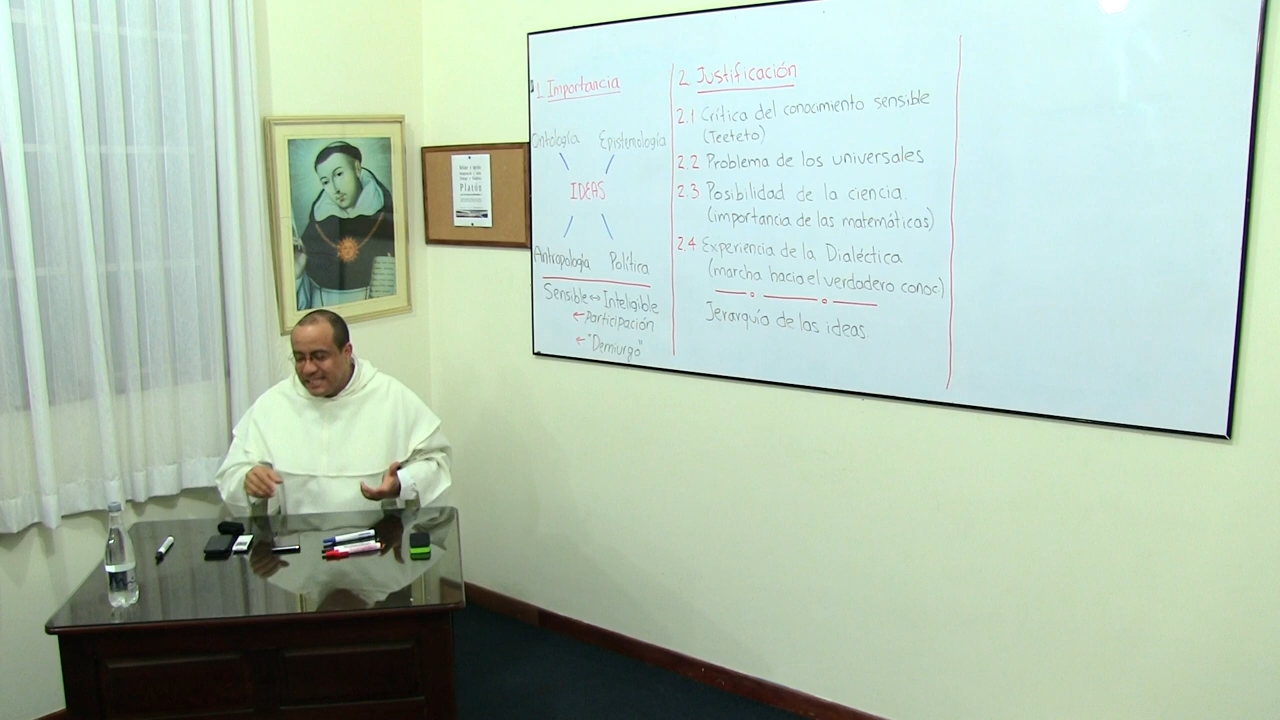 1. Importancia
Ontología Epistemología
IDEAS
Antropología Política
Sensible ↔ Inteligible
← Participación
← "Demiurgo"
2. Justificación
2.1 Crítica del conocimiento sensible
(Teeteto)
2.2 Problema de los universales
2.3 Posibilidad de la ciencia
(importancia de las matemáticas)
2.4 Experiencia de la Dialéctica
(marcha hacia el verdadero conoc.)
Jerarquía de las ideas.
Platón